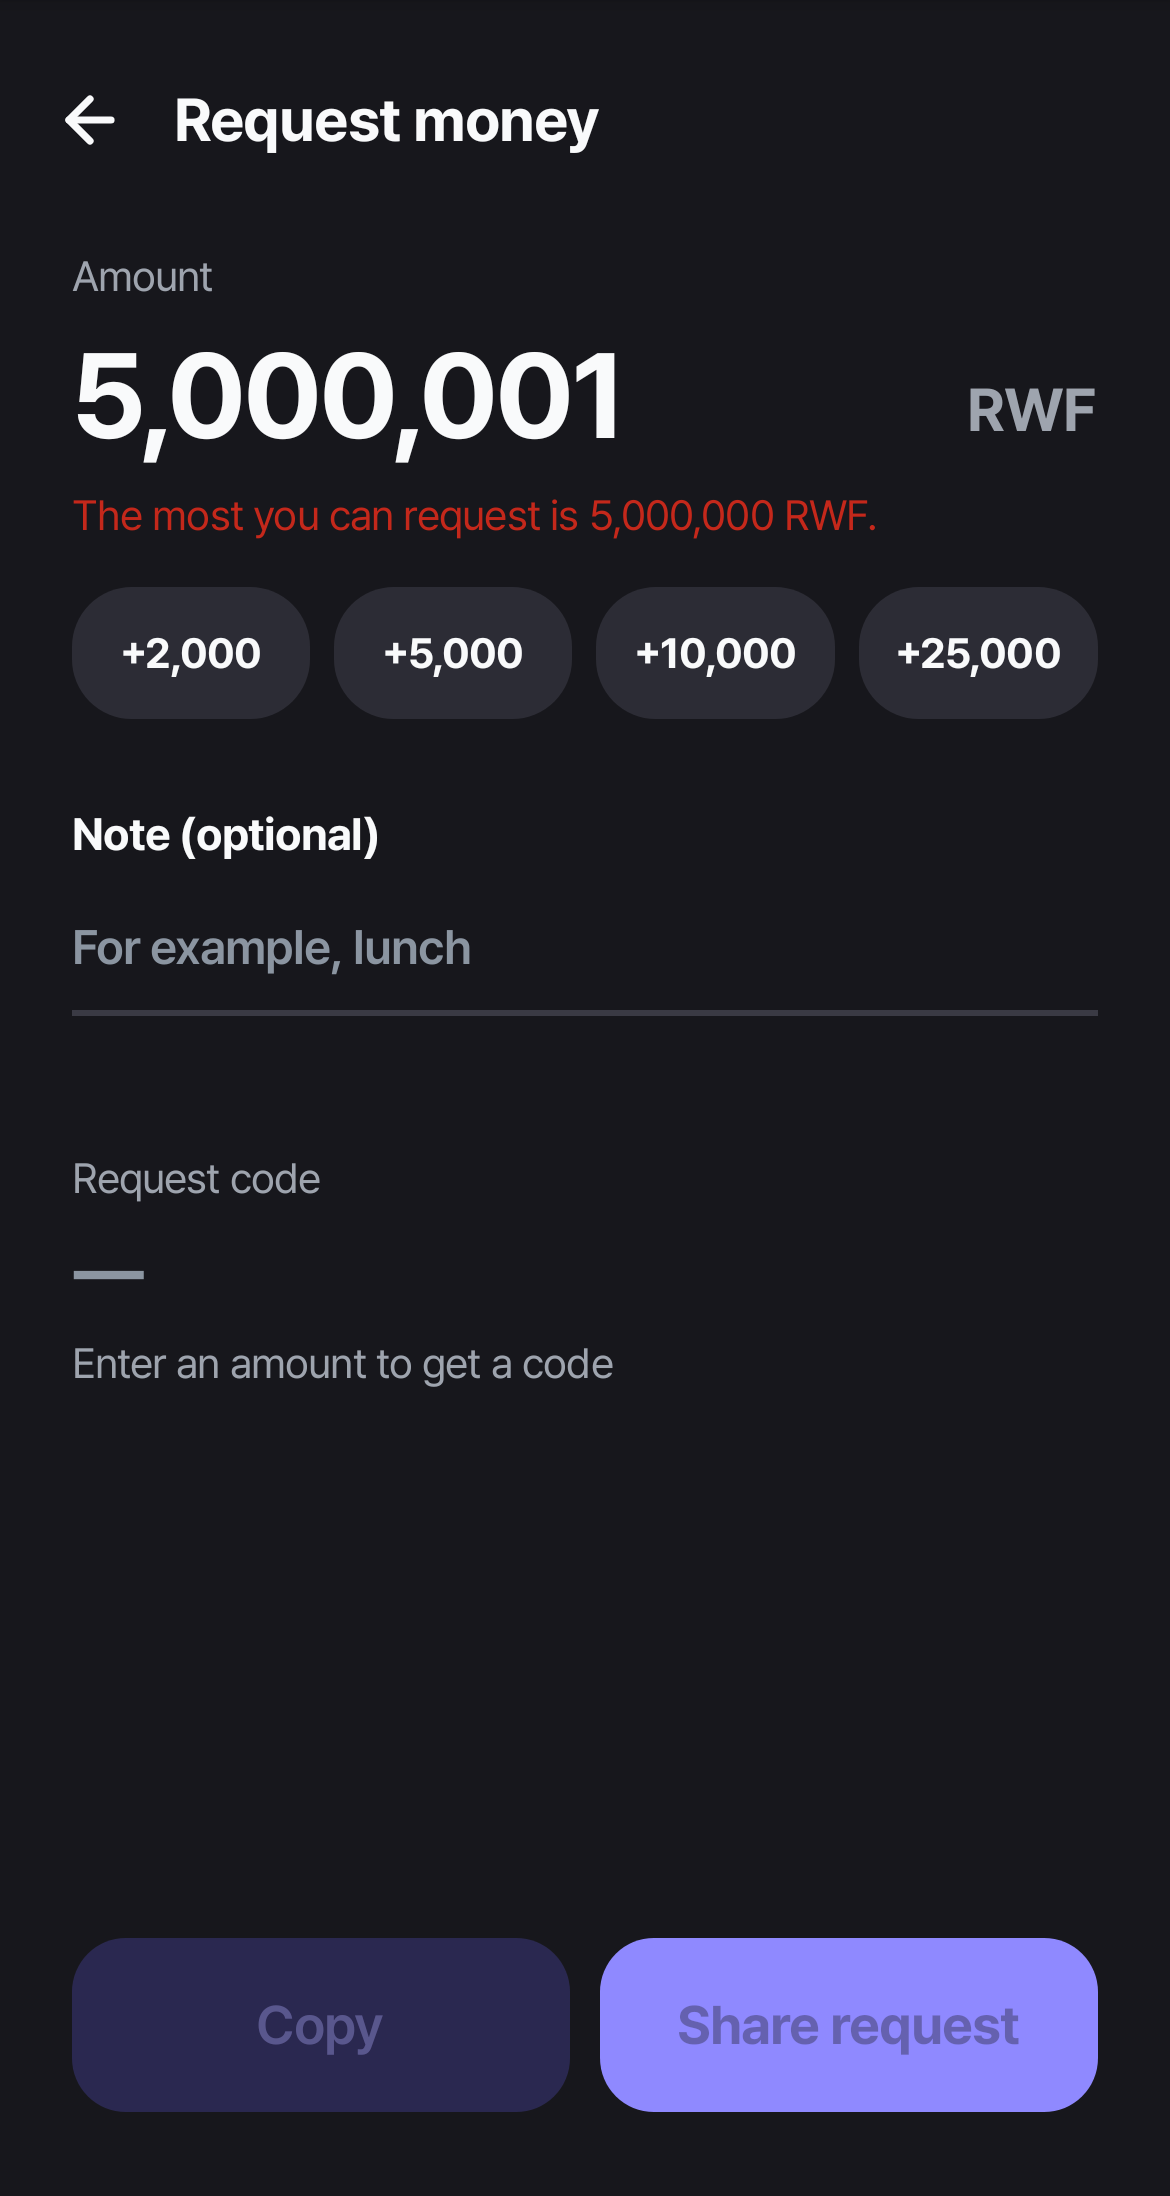 Request money
Amount
5,000,001 RWF
The most you can request is 5,000,000 RWF.
+2,000 +5,000 +10,000 +25,000
Note (optional)
For example, lunch
Request code
—
Enter an amount to get a code
Copy Share request